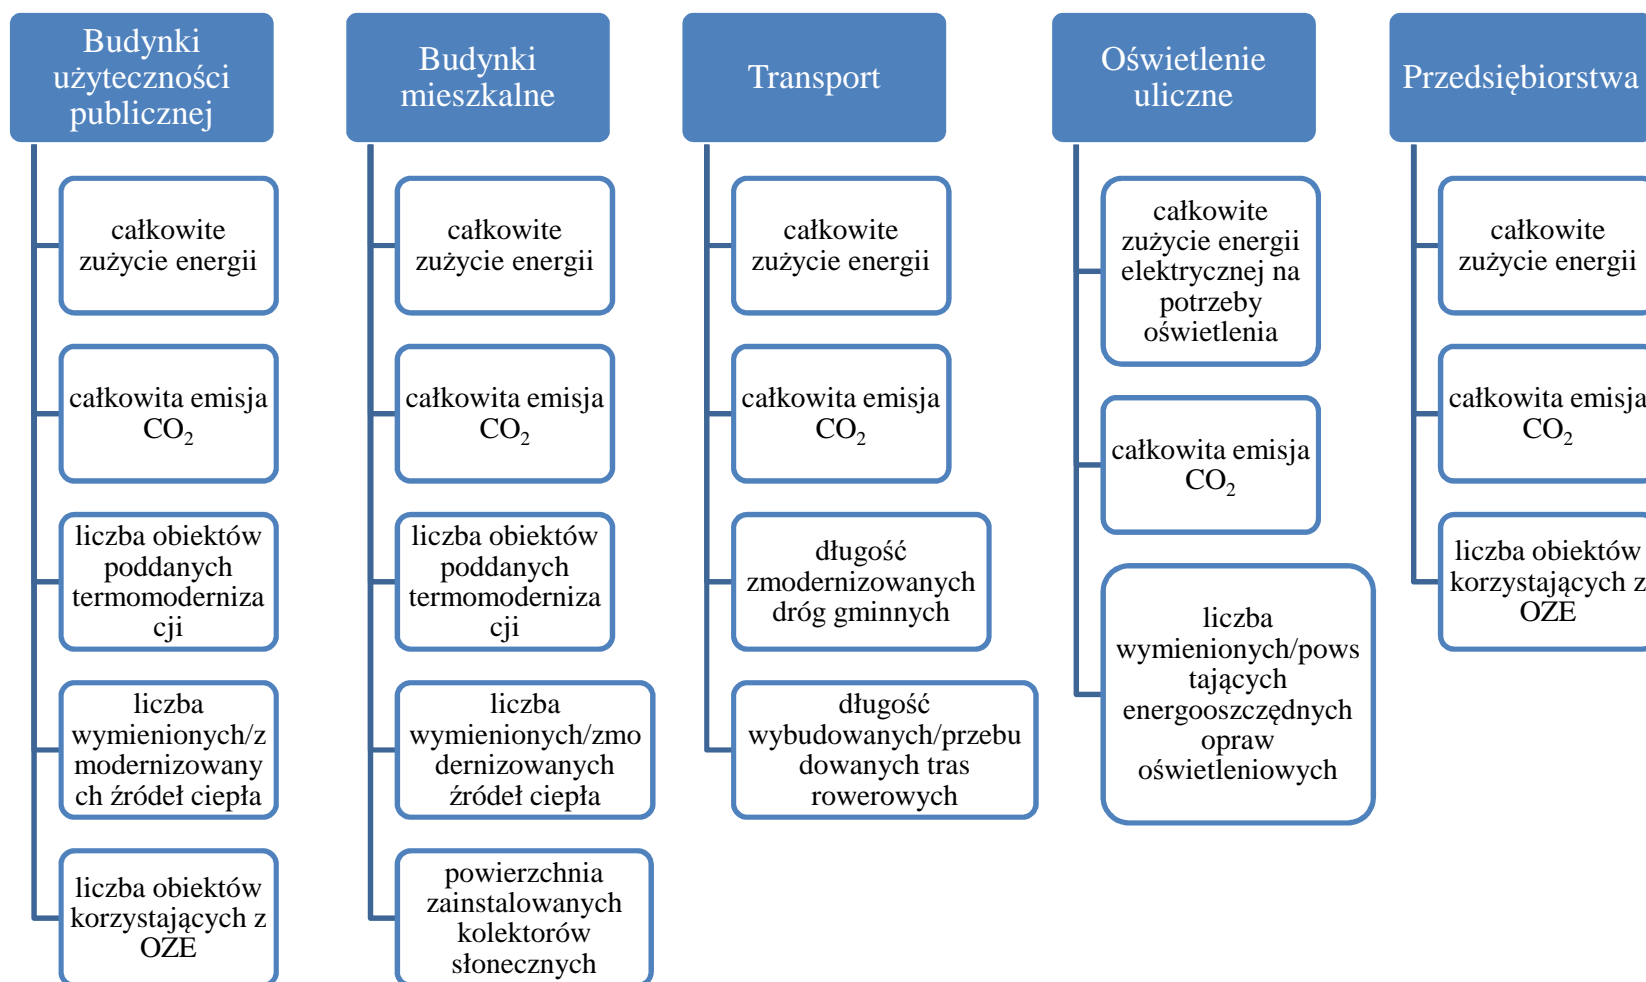 Budynki
użyteczności
publicznej
całkowite
zużycie energii
całkowita emisja
CO₂
liczba obiektów
poddanych
termomoderniza
cji
liczba
wymienionych/z
modernizowany
ch źródeł ciepła
liczba obiektów
korzystających z
OZE
Budynki
mieszkalne
całkowite
zużycie energii
całkowita emisja
CO₂
liczba obiektów
poddanych
termomoderniza
cji
liczba
wymienionych/zmo
dernizowanych
źródeł ciepła
powierzchnia
zainstalowanych
kolektorów
słonecznych
Transport
całkowite
zużycie energii
całkowita emisja
CO₂
długość
zmodernizowanych
dróg gminnych
długość
wybudowanych/przebu
dowanych tras
rowerowych
Oświetlenie
uliczne
całkowite
zużycie energii
elektrycznej na
potrzeby
oświetlenia
całkowita emisja
CO₂
liczba
wymienionych/pows
tających
energooszczędnych
opraw
oświetleniowych
Przedsiębiorstwa
całkowite
zużycie energii
całkowita emisja
CO₂
liczba obiektów
korzystających z
OZE